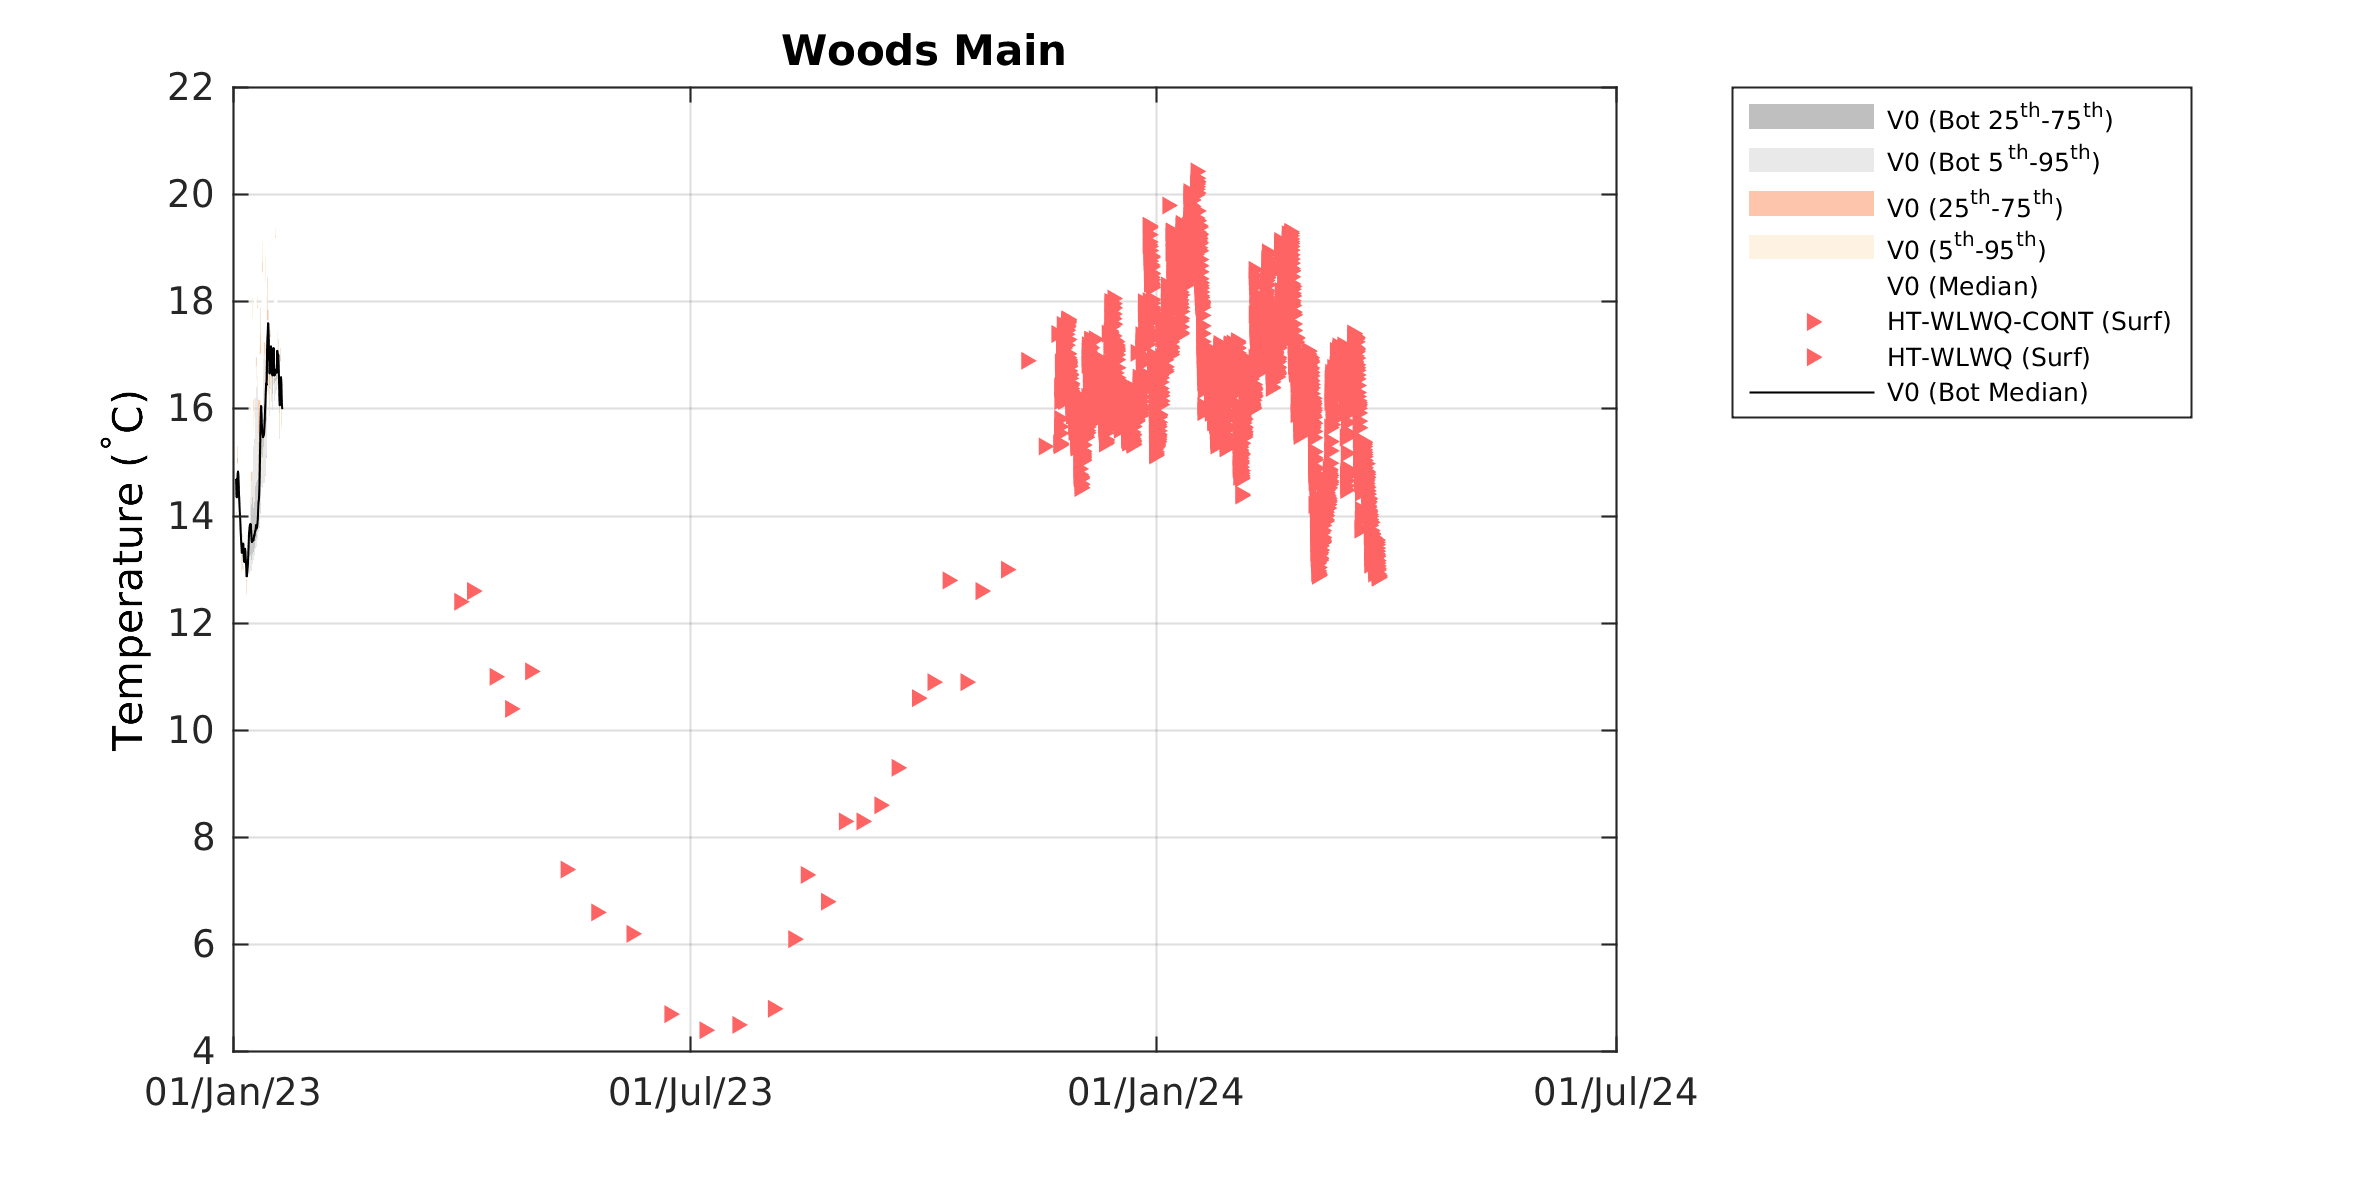 Woods Main
22
20
18
16
14
12
10
8
6
4
Temperature (°C)
01/Jan/23
01/Jul/23
01/Jan/24
01/Jul/24
V0 (Bot 25th-75th)
V0 (Bot 5th-95th)
V0 (25th-75th)
V0 (5th-95th)
V0 (Median)
HT-WLWQ-CONT (Surf)
HT-WLWQ (Surf)
V0 (Bot Median)